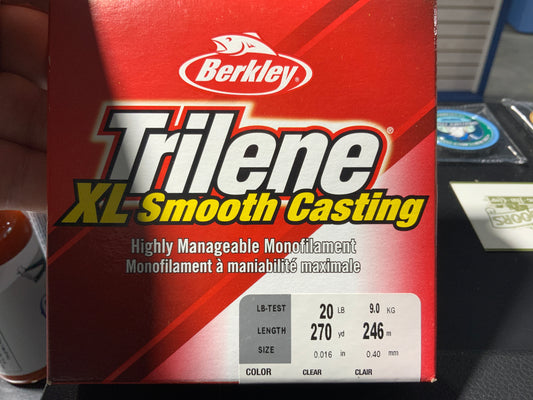 Berkley
Trilene®
XL Smooth Casting
Highly Manageable Monofilament
Monofilament à maniabilité maximale
LB-TEST 20 LB 9.0 KG
LENGTH 270 yd 246 m
SIZE 0.016 in 0.40 mm
COLOR CLEAR CLAIR